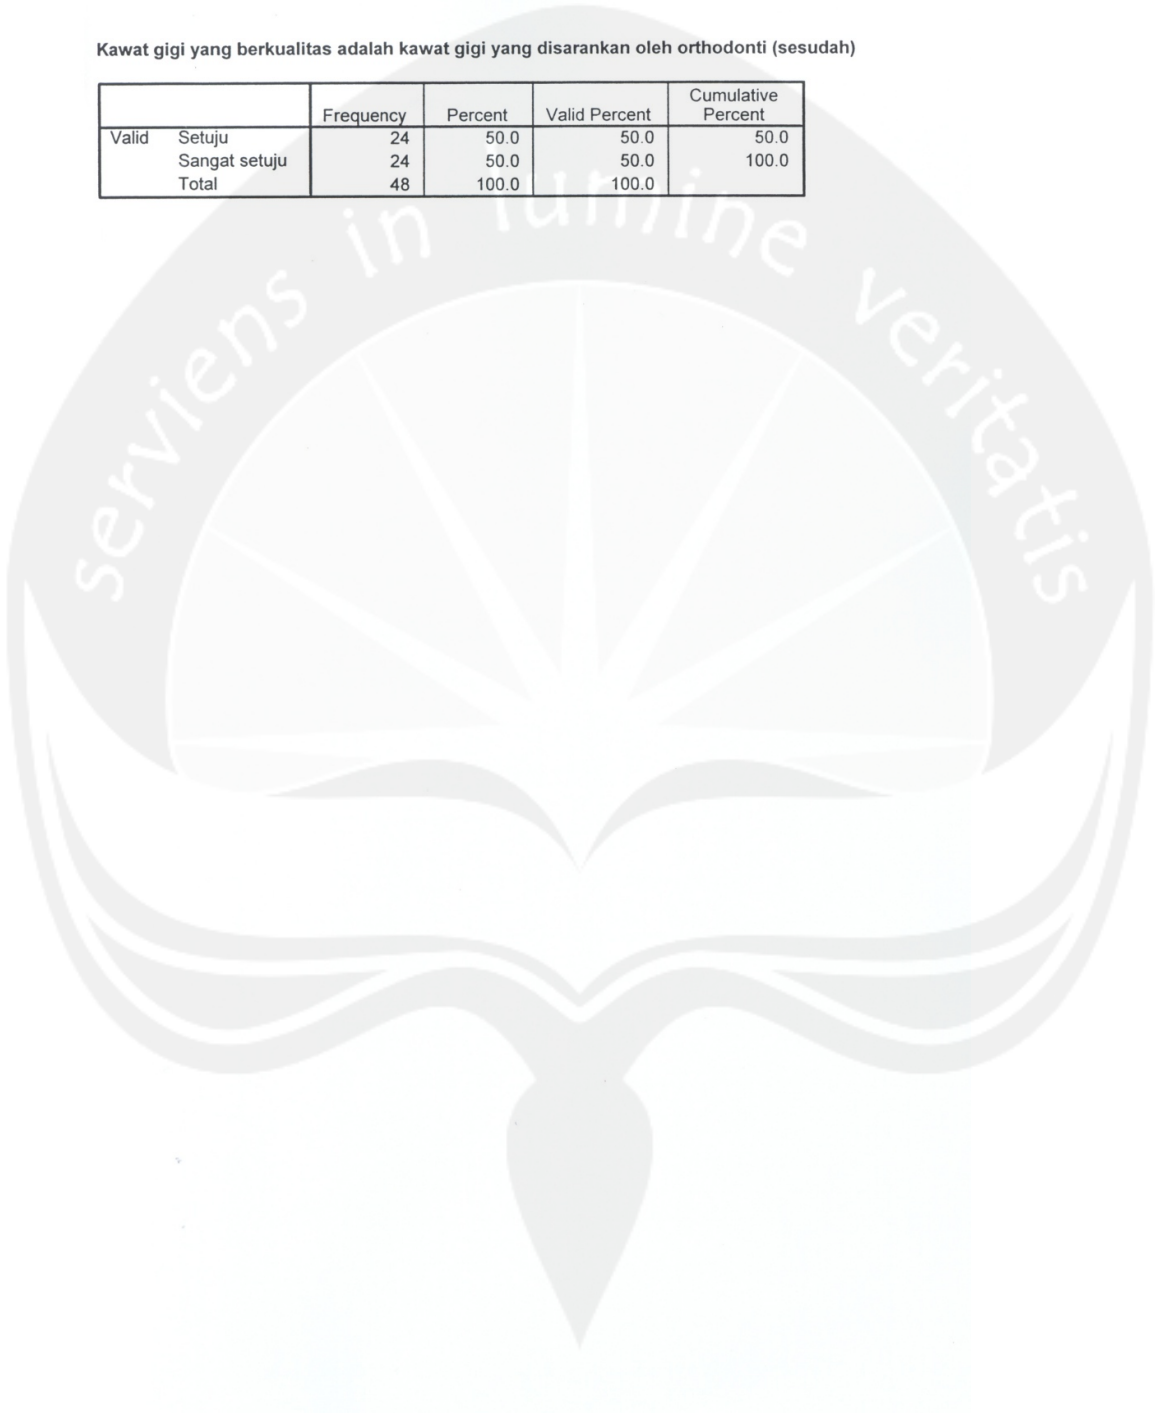 Kawat gigi yang berkualitas adalah kawat gigi yang disarankan oleh orthodonti (sesudah)
Frequency Percent Valid Percent Cumulative Percent
Valid Setuju 24 50.0 50.0 50.0
Sangat setuju 24 50.0 50.0 100.0
Total 48 100.0 100.0
serviens in lumine veritatis